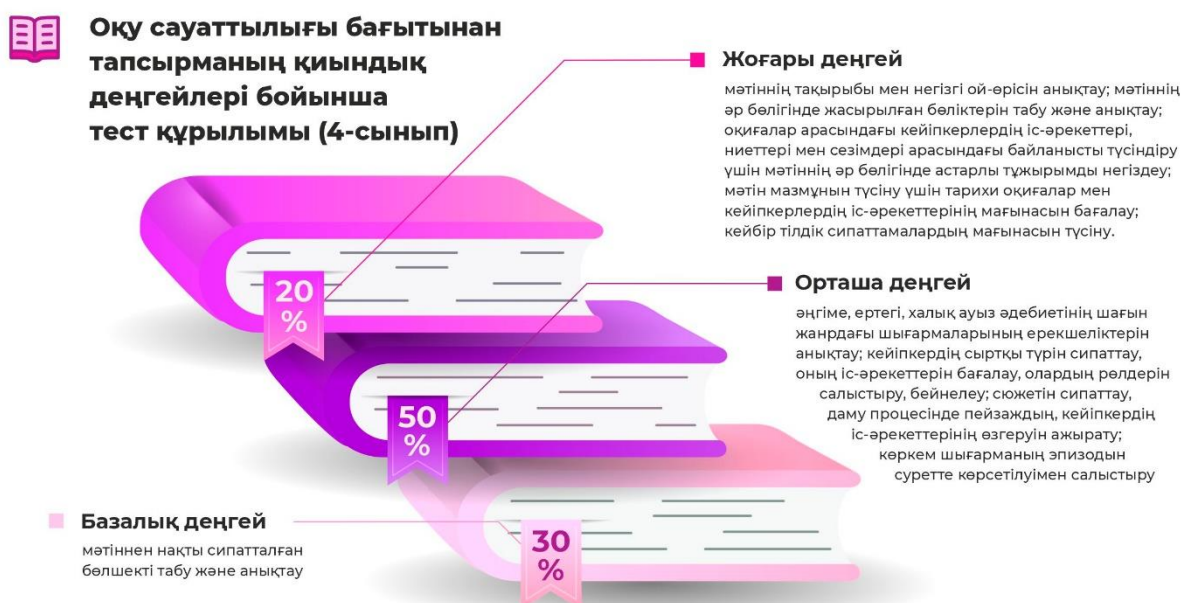 Оқу сауаттылығы бағытынан
тапсырманың қиындық
деңгейлері бойынша
тест құрылымы (4-сынып)
Жоғары деңгей
мәтіннің тақырыбы мен негізгі ой-өрісін анықтау; мәтіннің
әр бөлігінде жасырылған бөліктерін табу және анықтау;
оқиғалар арасындағы кейіпкерлердің іс-әрекеттері,
ниеттері мен сезімдері арасындағы байланысты түсіндіру
үшін мәтіннің әр бөлігінде астарлы тұжырымды негіздеу;
мәтін мазмұнын түсіну үшін тарихи оқиғалар мен
кейіпкерлердің іс-әрекеттерінің мағынасын бағалау;
кейбір тілдік сипаттамалардың мағынасын түсіну.
20
%
Орташа деңгей
әңгіме, ертегі, халық ауыз әдебиетінің шағын
жанрдағы шығармаларының ерекшеліктерін
анықтау; кейіпкердің сыртқы түрін сипаттау,
оның іс-әрекеттерін бағалау, олардың рөлдерін
салыстыру, бейнелеу; сюжетін сипаттау,
даму процесінде пейзаждың, кейіпкердің
іс-әрекеттерінің өзгеруін ажырату;
көркем шығарманың эпизодын
суретте көрсетілуімен салыстыру
50
%
Базалық деңгей
мәтіннен нақты сипатталған
бөлшекті табу және анықтау
30
%